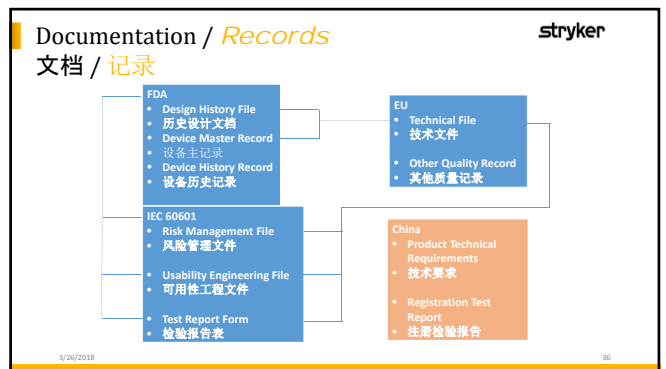 Documentation / Records
文档 / 记录
stryker
FDA
• Design History File
• 历史设计文档
• Device Master Record
• 设备主记录
• Device History Record
• 设备历史记录
EU
• Technical File
• 技术文件
• Other Quality Record
• 其他质量记录
IEC 60601
• Risk Management File
• 风险管理文件
• Usability Engineering File
• 可用性工程文件
• Test Report Form
• 检验报告表
China
• Product Technical
Requirements
• 技术要求
• Registration Test
Report
• 注册检验报告
3/26/2018
36